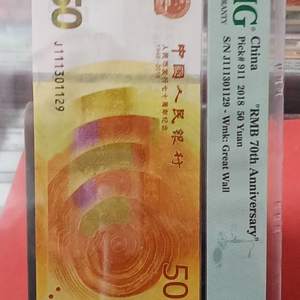 50
J111301129
中国人民银行
50
MG
China
"RMB 70th Anniversary"
Pick# 911 2018 50 Yuan
S/N J111301129 - Wmk: Great Wall